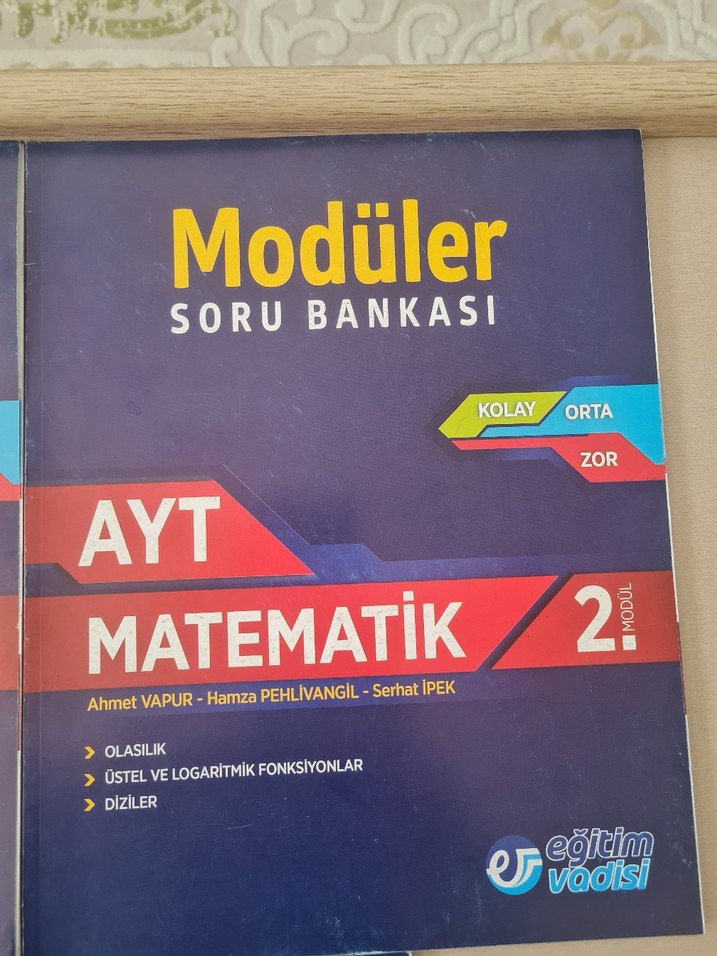 Modüler
SORU BANKASI
KOLAY
ORTA
ZOR
AYT
MATEMATİK
2.
MODÜL
Ahmet VAPUR - Hamza PEHLİVANGİL - Serhat İPEK
OLASILIK
ÜSTEL VE LOGARİTMİK FONKSİYONLAR
DİZİLER
eğitim
vadisi